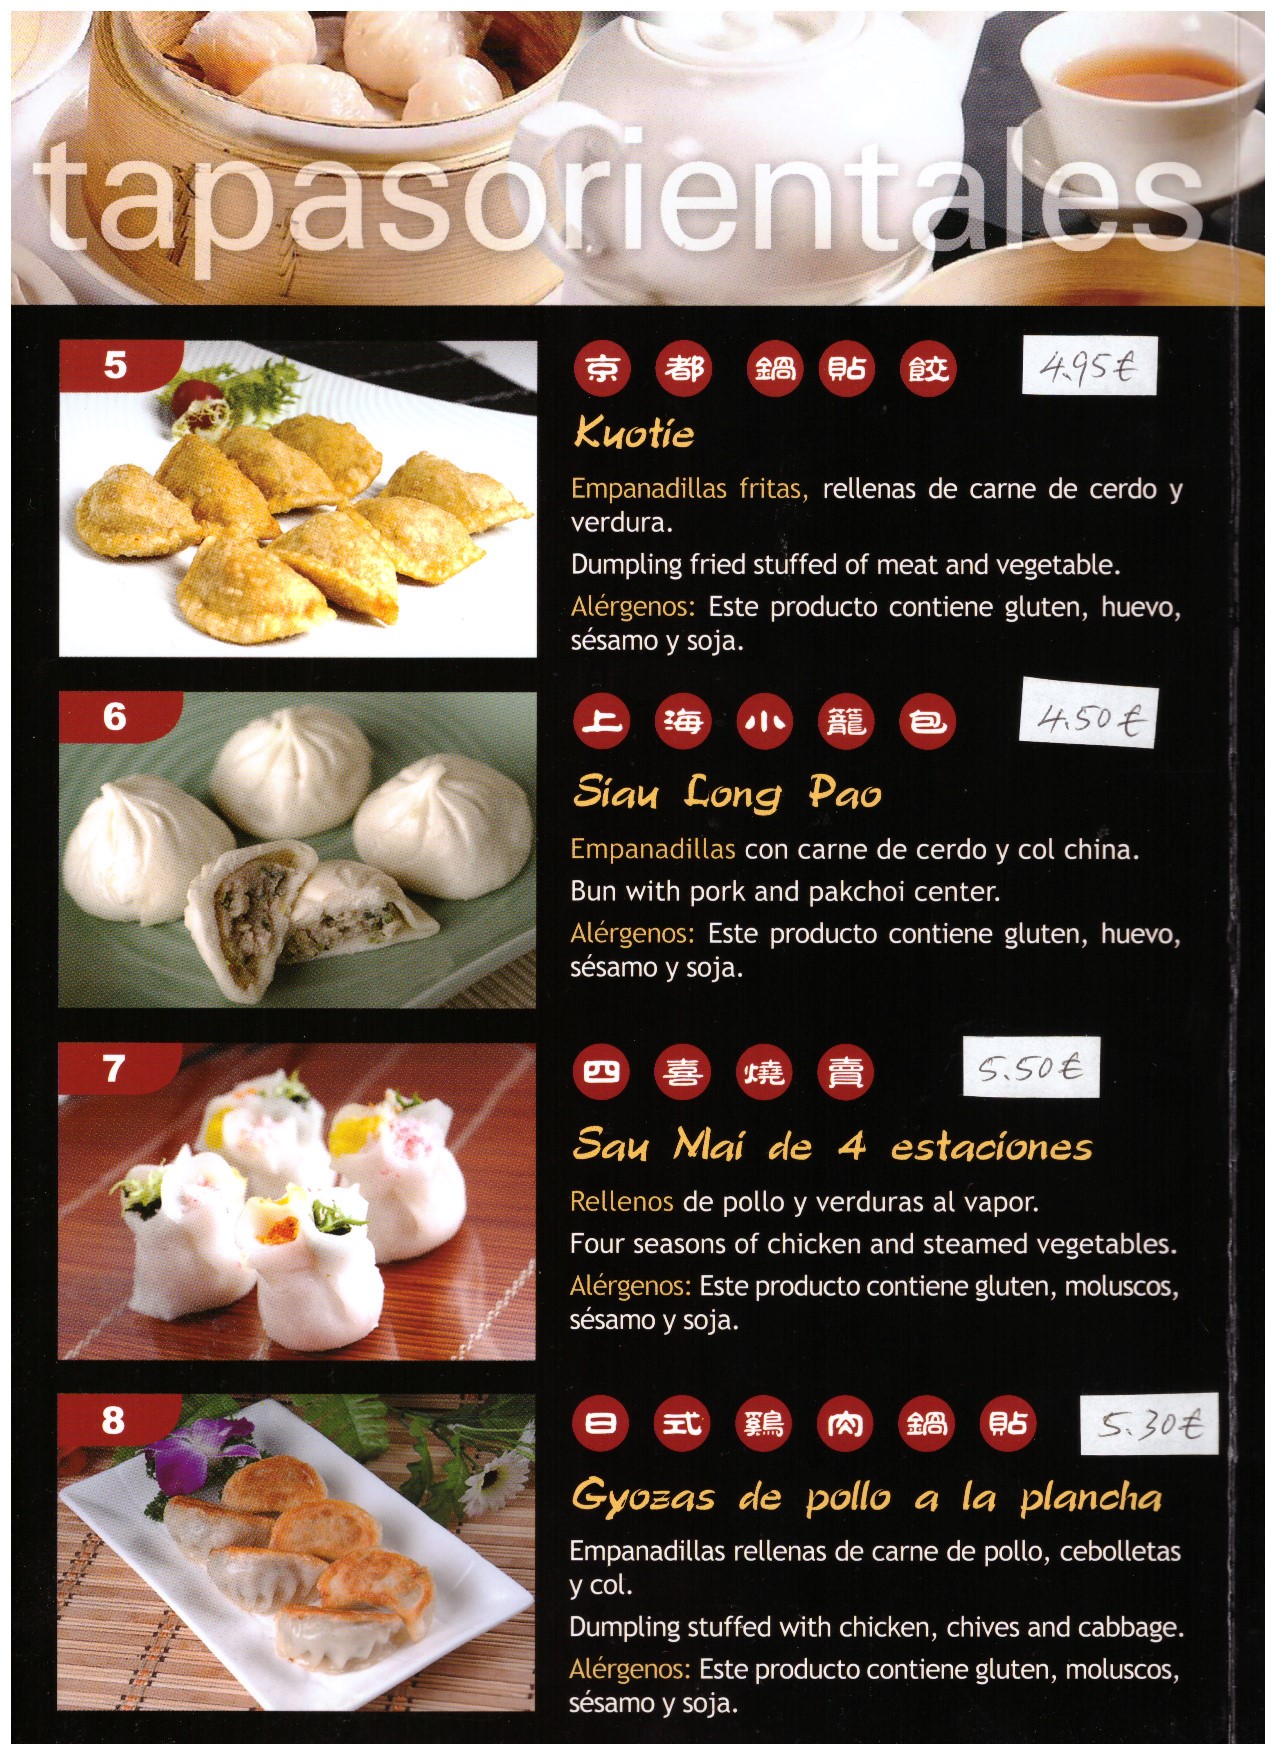 tapasorientales
5
京都鍋貼餃
4.95€
Kuotie
Empanadillas fritas, rellenas de carne de cerdo y
verdura.
Dumpling fried stuffed of meat and vegetable.
Alérgenos: Este producto contiene gluten, huevo,
sésamo y soja.
6
上海小籠包
4.50€
Siau Long Pao
Empanadillas con carne de cerdo y col china.
Bun with pork and pakchoi center.
Alérgenos: Este producto contiene gluten, huevo,
sésamo y soja.
7
四喜燒賣
5.50€
Sau Mai de 4 estaciones
Rellenos de pollo y verduras al vapor.
Four seasons of chicken and steamed vegetables.
Alérgenos: Este producto contiene gluten, moluscos,
sésamo y soja.
8
日式鷄肉鍋貼
5.30€
Gyozas de pollo a la plancha
Empanadillas rellenas de carne de pollo, cebolletas
y col.
Dumpling stuffed with chicken, chives and cabbage.
Alérgenos: Este producto contiene gluten, moluscos,
sésamo y soja.